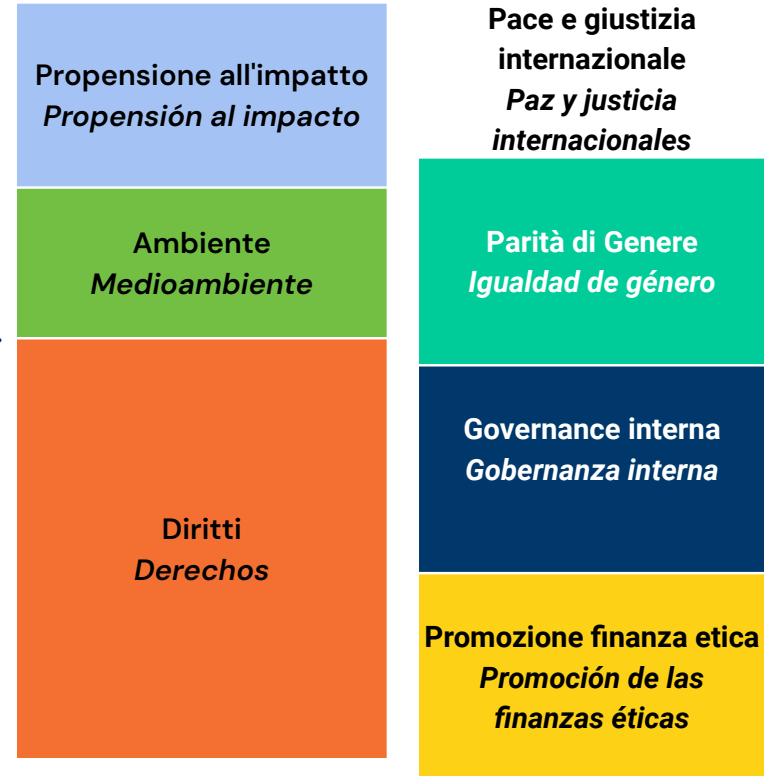 Propensione all'impatto
Propensión al impacto
Ambiente
Medioambiente
Diritti
Derechos
Pace e giustizia
internazionale
Paz y justicia
internacionales
Parità di Genere
Igualdad de género
Governance interna
Gobernanza interna
Promozione finanza etica
Promoción de las
finanzas éticas